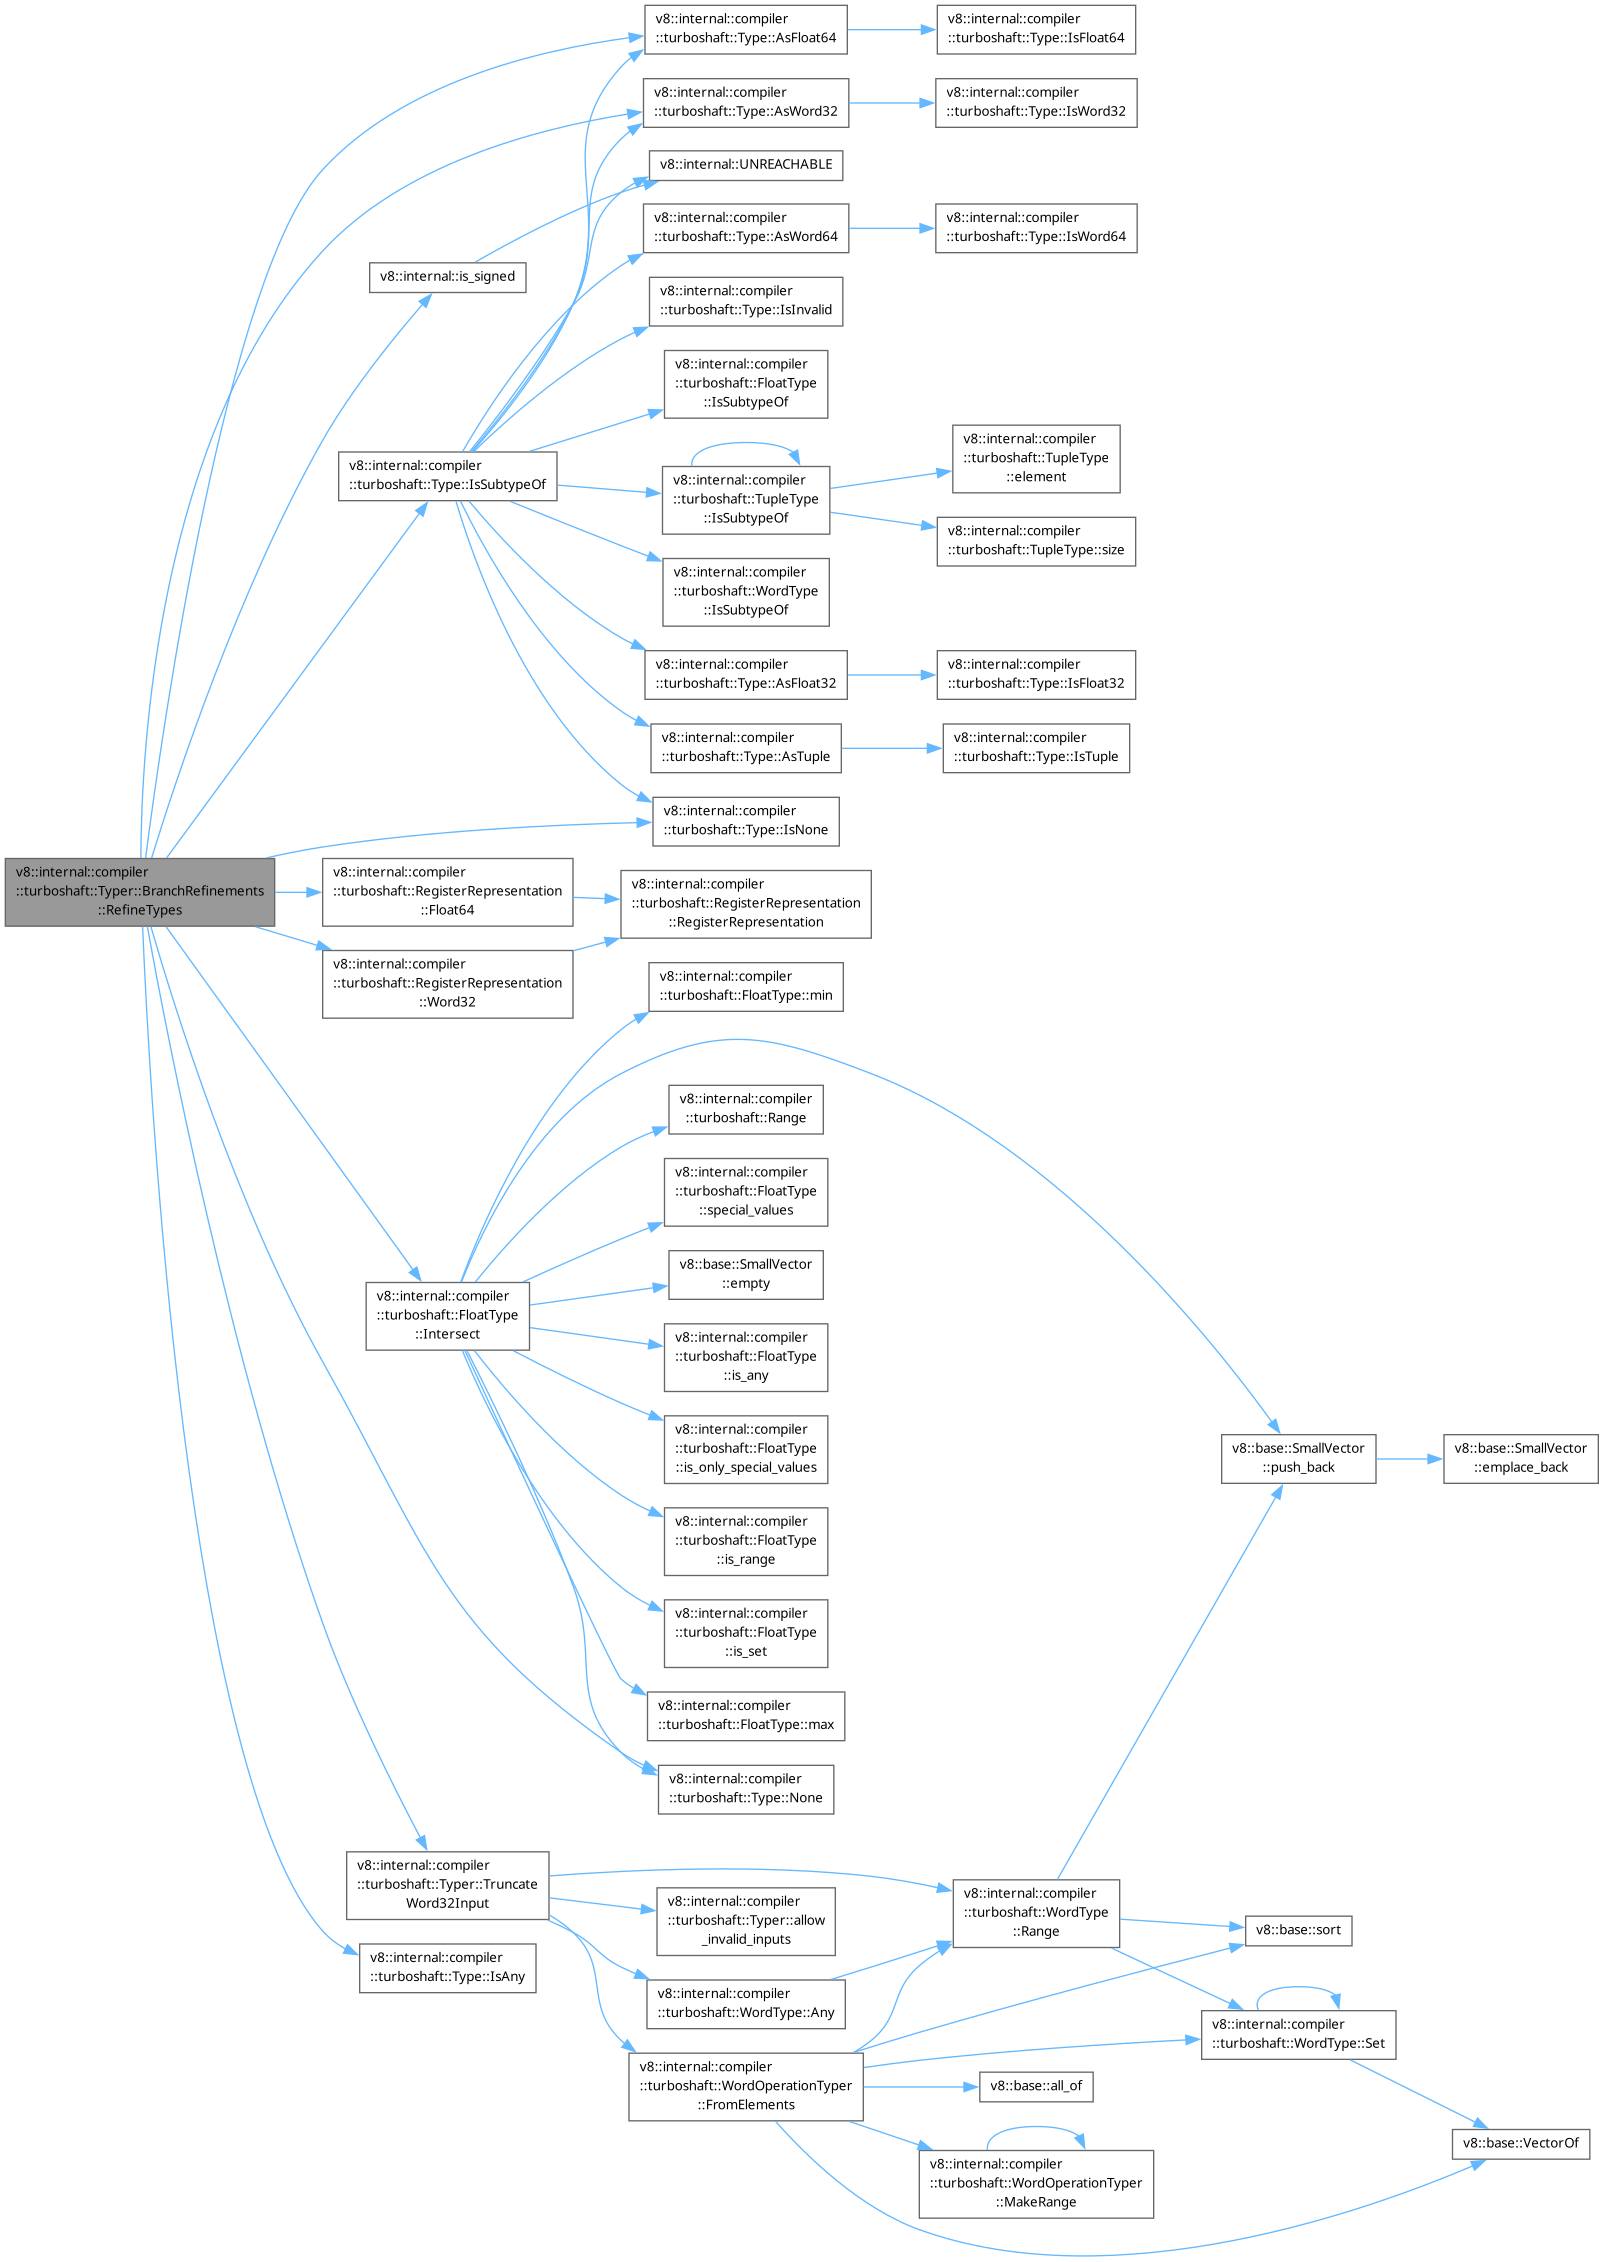 v8::internal::compiler
::turboshaft::Type::AsFloat64
v8::internal::compiler
::turboshaft::Type::IsFloat64
v8::internal::compiler
::turboshaft::Type::AsWord32
v8::internal::compiler
::turboshaft::Type::IsWord32
v8::internal::UNREACHABLE
v8::internal::compiler
::turboshaft::Type::AsWord64
v8::internal::compiler
::turboshaft::Type::IsWord64
v8::internal::is_signed
v8::internal::compiler
::turboshaft::Type::IsInvalid
v8::internal::compiler
::turboshaft::FloatType
::IsSubtypeOf
v8::internal::compiler
::turboshaft::Type::IsSubtypeOf
v8::internal::compiler
::turboshaft::TupleType
::IsSubtypeOf
v8::internal::compiler
::turboshaft::TupleType
::element
v8::internal::compiler
::turboshaft::TupleType::size
v8::internal::compiler
::turboshaft::WordType
::IsSubtypeOf
v8::internal::compiler
::turboshaft::Type::AsFloat32
v8::internal::compiler
::turboshaft::Type::IsFloat32
v8::internal::compiler
::turboshaft::Type::AsTuple
v8::internal::compiler
::turboshaft::Type::IsTuple
v8::internal::compiler
::turboshaft::Type::IsNone
v8::internal::compiler
::turboshaft::Typer::BranchRefinements
::RefineTypes
v8::internal::compiler
::turboshaft::RegisterRepresentation
::Float64
v8::internal::compiler
::turboshaft::RegisterRepresentation
::RegisterRepresentation
v8::internal::compiler
::turboshaft::RegisterRepresentation
::Word32
v8::internal::compiler
::turboshaft::FloatType::min
v8::internal::compiler
::turboshaft::Range
v8::internal::compiler
::turboshaft::FloatType
::special_values
v8::base::SmallVector
::empty
v8::internal::compiler
::turboshaft::FloatType
::Intersect
v8::internal::compiler
::turboshaft::FloatType
::is_any
v8::internal::compiler
::turboshaft::FloatType
::is_only_special_values
v8::base::SmallVector
::push_back
v8::base::SmallVector
::emplace_back
v8::internal::compiler
::turboshaft::FloatType
::is_range
v8::internal::compiler
::turboshaft::FloatType
::is_set
v8::internal::compiler
::turboshaft::FloatType::max
v8::internal::compiler
::turboshaft::Type::None
v8::internal::compiler
::turboshaft::Typer::Truncate
Word32Input
v8::internal::compiler
::turboshaft::Typer::allow
_invalid_inputs
v8::internal::compiler
::turboshaft::WordType
::Range
v8::base::sort
v8::internal::compiler
::turboshaft::Type::IsAny
v8::internal::compiler
::turboshaft::WordType::Any
v8::internal::compiler
::turboshaft::WordType::Set
v8::internal::compiler
::turboshaft::WordOperationTyper
::FromElements
v8::base::all_of
v8::base::VectorOf
v8::internal::compiler
::turboshaft::WordOperationTyper
::MakeRange